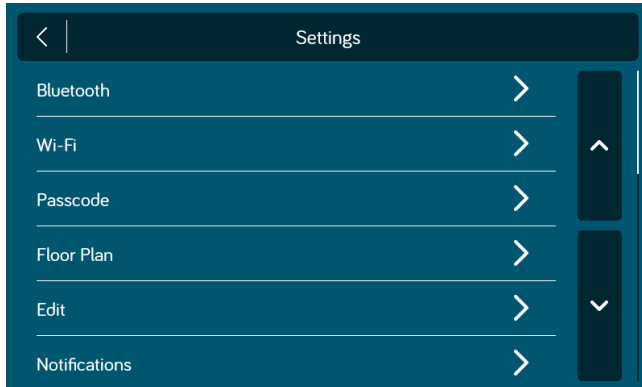 Settings
Bluetooth
Wi-Fi
Passcode
Floor Plan
Edit
Notifications